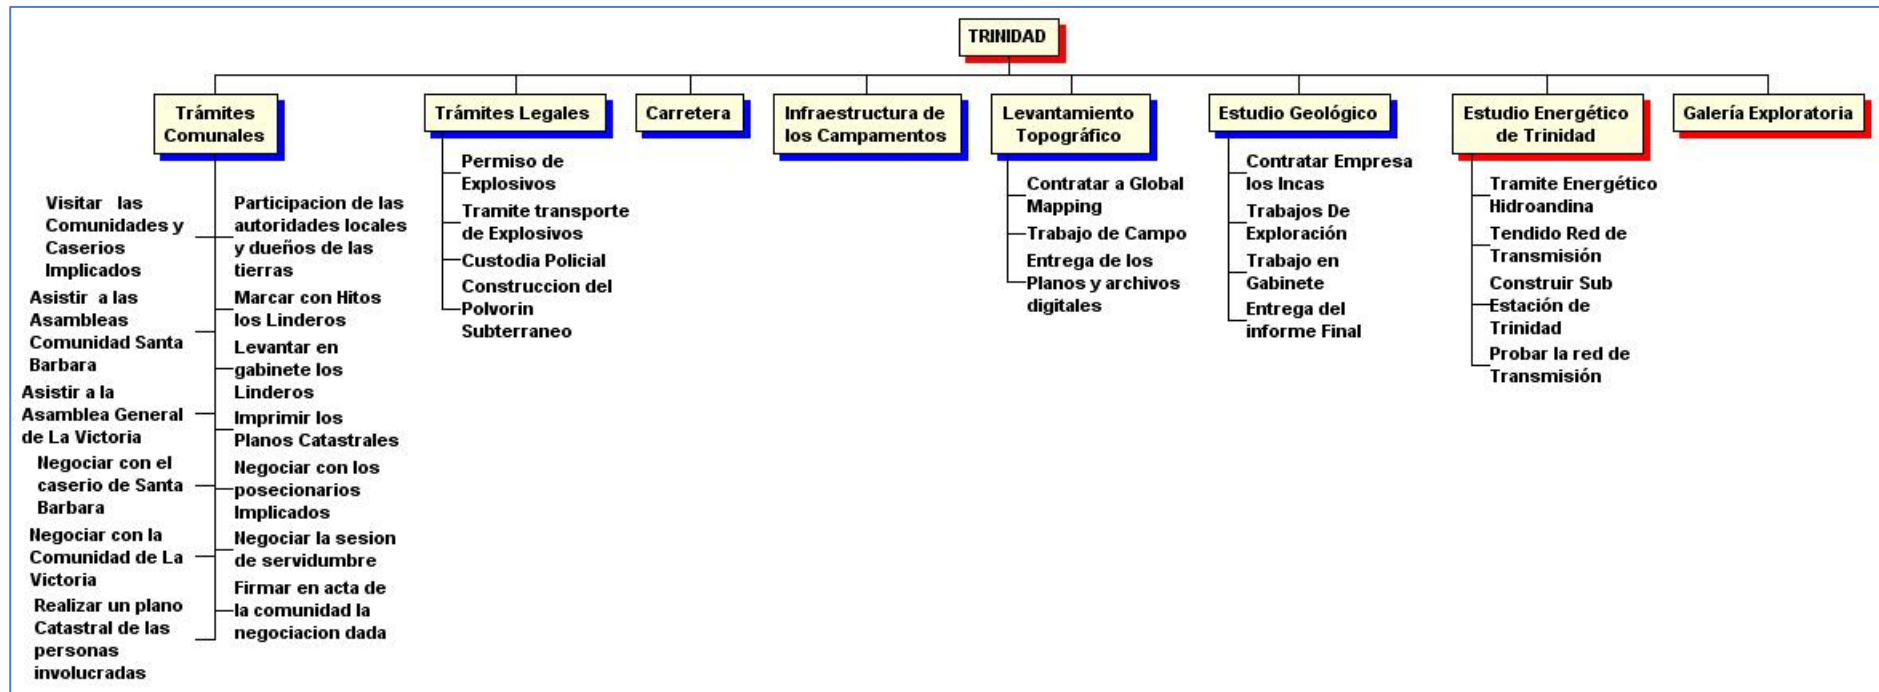 TRINIDAD
Trámites
Comunales
Visitar las
Comunidades y
Caserios
Implicados
Asistir a las
Asambleas
Comunidad Santa
Barbara
Asistir a la
Asamblea General
de La Victoria
Negociar con el
caserio de Santa
Barbara
Negociar con la
Comunidad de La
Victoria
Realizar un plano
Catastral de las
personas
involucradas
Participacion de las
autoridades locales
y dueños de las
tierras
Marcar con Hitos
los Linderos
Levantar en
gabinete los
Linderos
Imprimir los
Planos Catastrales
Negociar con los
posecionarios
Implicados
Negociar la sesion
de servidumbre
Firmar en acta de
la comunidad la
negociacion dada
Trámites Legales
Permiso de
Explosivos
Tramite transporte
de Explosivos
Custodia Policial
Construccion del
Polvorin
Subterraneo
Carretera
Infraestructura de
los Campamentos
Levantamiento
Topográfico
Contratar a Global
Mapping
Trabajo de Campo
Entrega de los
Planos y archivos
digitales
Estudio Geológico
Contratar Empresa
los Incas
Trabajos De
Exploración
Trabajo en
Gabinete
Entrega del
informe Final
Estudio Energético
de Trinidad
Tramite Energético
Hidroandina
Tendido Red de
Transmisión
Construir Sub
Estación de
Trinidad
Probar la red de
Transmisión
Galería Exploratoria